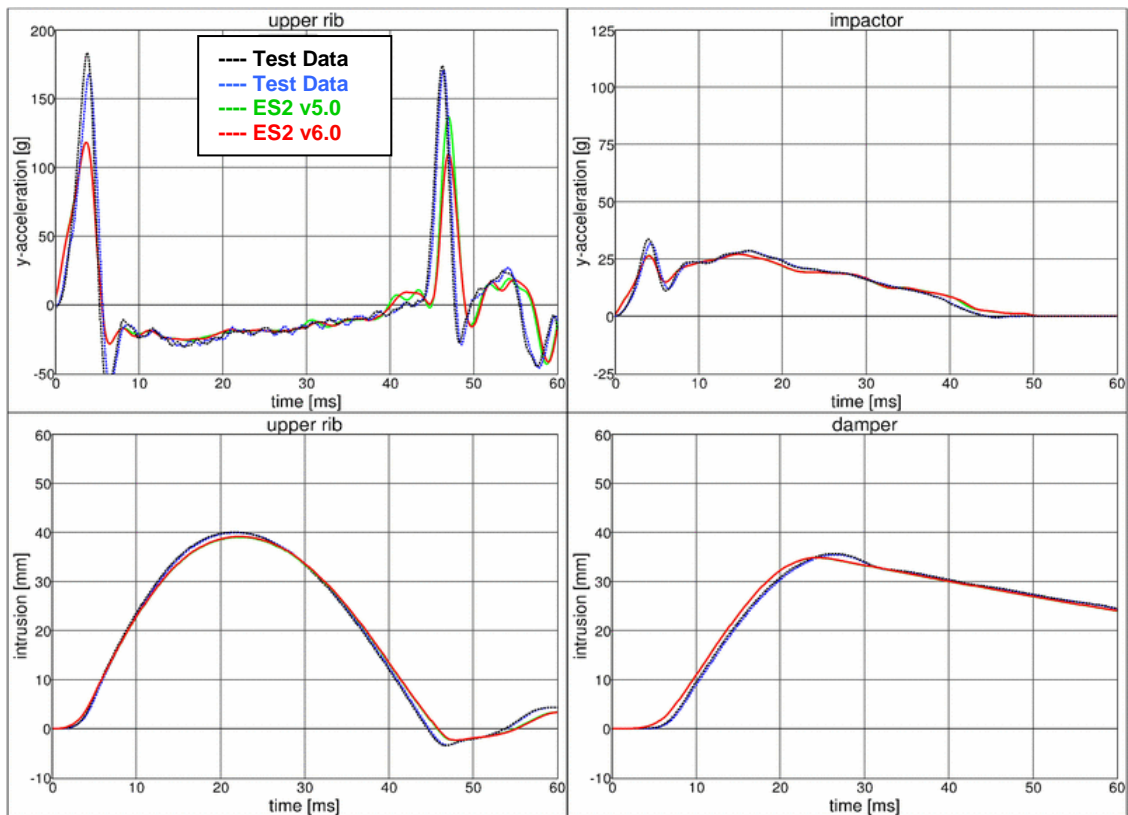 upper rib
200
150
100
50
0
-50
y-acceleration [g]
0 10 20 30 40 50 60
time [ms]
---- Test Data
---- Test Data
---- ES2 v5.0
---- ES2 v6.0
impactor
125
100
75
50
25
0
-25
y-acceleration [g]
0 10 20 30 40 50 60
time [ms]
upper rib
60
50
40
30
20
10
0
-10
intrusion [mm]
0 10 20 30 40 50 60
time [ms]
damper
60
50
40
30
20
10
0
-10
intrusion [mm]
0 10 20 30 40 50 60
time [ms]